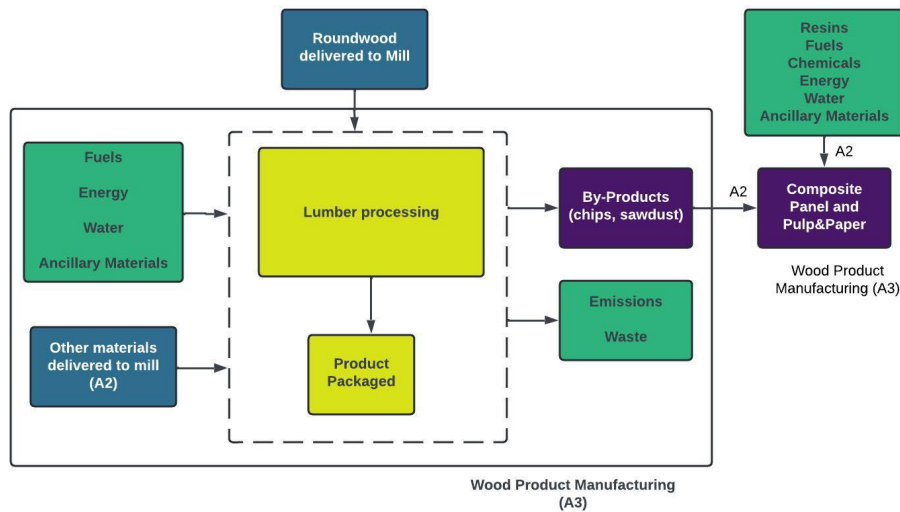 Roundwood
delivered to Mill
Resins
Fuels
Chemicals
Energy
Water
Ancillary Materials
A2
Fuels
Energy
Water
Ancillary Materials
Lumber processing
By-Products
(chips, sawdust)
A2
Composite
Panel and
Pulp&Paper
Wood Product
Manufacturing (A3)
Emissions
Waste
Other materials
delivered to mill
(A2)
Product
Packaged
Wood Product Manufacturing
(A3)